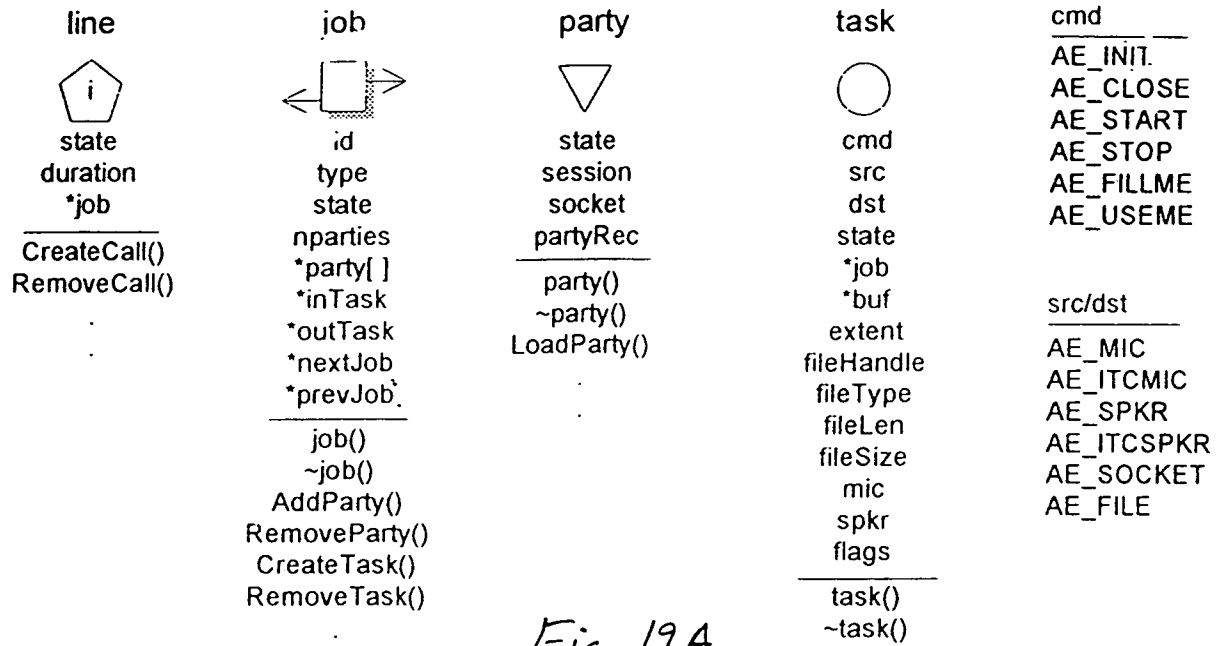 line
i
state
duration
*job
CreateCall()
RemoveCall()
job
id
type
state
nparties
*party[ ]
*inTask
*outTask
*nextJob
*prevJob
job()
~job()
AddParty()
RemoveParty()
CreateTask()
RemoveTask()
party
state
session
socket
partyRec
party()
~party()
LoadParty()
task
cmd
src
dst
state
*job
*buf
extent
fileHandle
fileType
fileLen
fileSize
mic
spkr
flags
task()
~task()
cmd
AE_INIT
AE_CLOSE
AE_START
AE_STOP
AE_FILLME
AE_USEME
src/dst
AE_MIC
AE_ITCMIC
AE_SPKR
AE_ITCSPKR
AE_SOCKET
AE_FILE
Fig. 19A